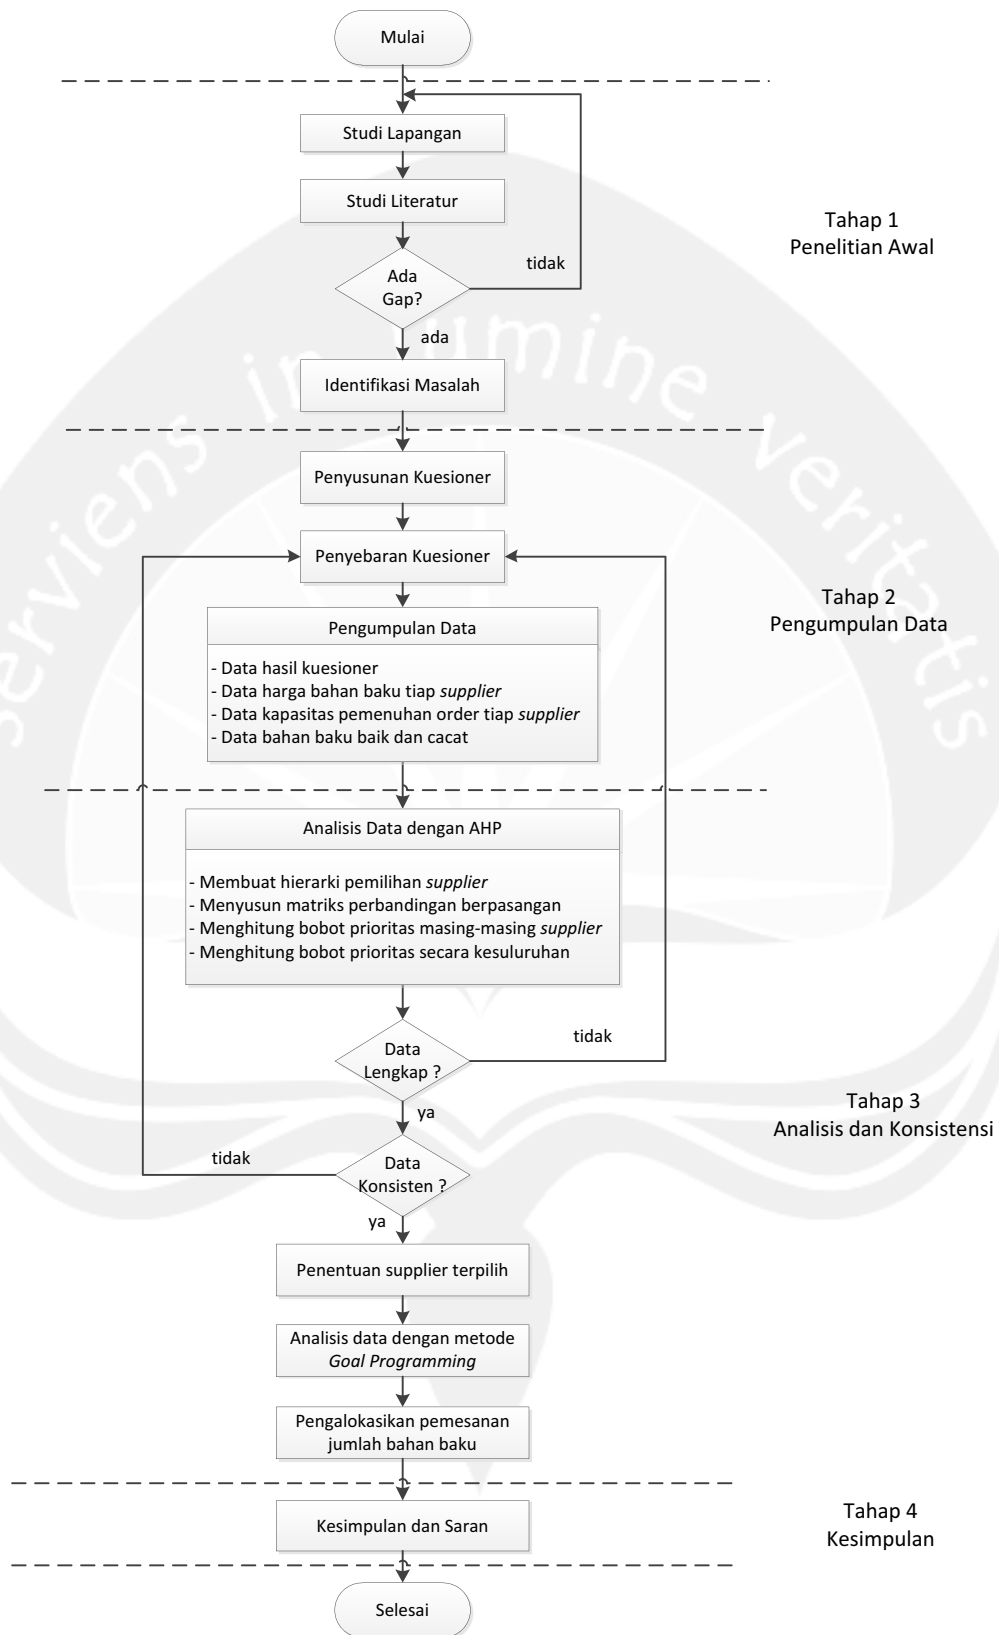 Mulai
Studi Lapangan
Studi Literatur
Tahap 1
Penelitian Awal
Ada
Gap?
tidak
ada
Identifikasi Masalah
Penyusunan Kuesioner
Penyebaran Kuesioner
Tahap 2
Pengumpulan Data
Pengumpulan Data
- Data hasil kuesioner
- Data harga bahan baku tiap supplier
- Data kapasitas pemenuhan order tiap supplier
- Data bahan baku baik dan cacat
Analisis Data dengan AHP
- Membuat hierarki pemilihan supplier
- Menyusun matriks perbandingan berpasangan
- Menghitung bobot prioritas masing-masing supplier
- Menghitung bobot prioritas secara kesuluruhan
Data
Lengkap ?
tidak
ya
Tahap 3
Analisis dan Konsistensi
Data
Konsisten ?
tidak
ya
Penentuan supplier terpilih
Analisis data dengan metode
Goal Programming
Pengalokasikan pemesanan
jumlah bahan baku
Kesimpulan dan Saran
Tahap 4
Kesimpulan
Selesai
serviens in lumine veritatis